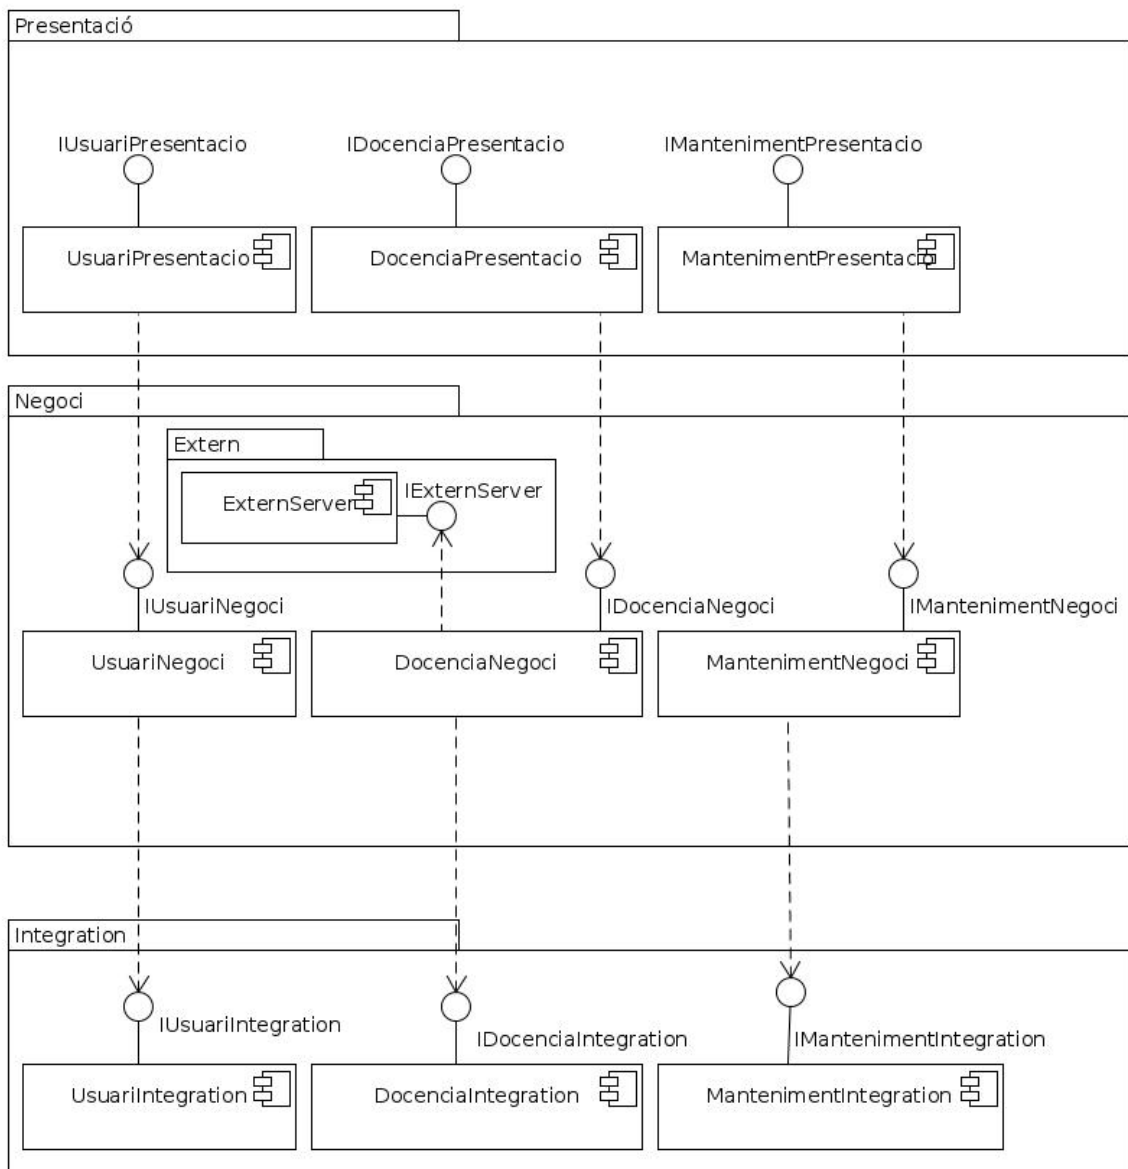 Presentació
IUsuariPresentacio
IDocenciaPresentacio
IMantenimentPresentacio
UsuariPresentacio
DocenciaPresentacio
MantenimentPresentacio
Negoci
Extern
ExternServer
IExternServer
IUsuariNegoci
IDocenciaNegoci
IMantenimentNegoci
UsuariNegoci
DocenciaNegoci
MantenimentNegoci
Integration
IUsuariIntegration
IDocenciaIntegration
IMantenimentIntegration
UsuariIntegration
DocenciaIntegration
MantenimentIntegration